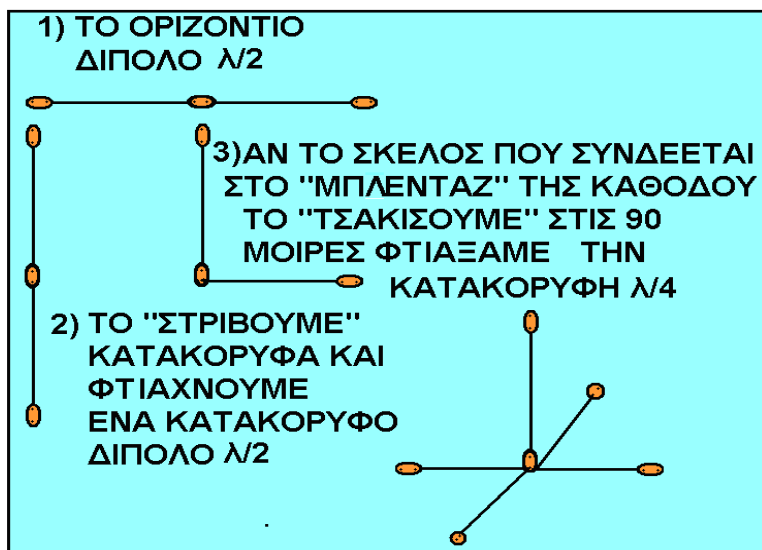 1) ΤΟ ΟΡΙΖΟΝΤΙΟ
ΔΙΠΟΛΟ λ/2
3)ΑΝ ΤΟ ΣΚΕΛΟΣ ΠΟΥ ΣΥΝΔΕΕΤΑΙ
ΣΤΟ "ΜΠΛΕΝΤΑΖ" ΤΗΣ ΚΑΘΟΔΟΥ
ΤΟ "ΤΣΑΚΙΣΟΥΜΕ" ΣΤΙΣ 90
ΜΟΙΡΕΣ ΦΤΙΑΞΑΜΕ ΤΗΝ
ΚΑΤΑΚΟΡΥΦΗ λ/4
2) ΤΟ "ΣΤΡΙΒΟΥΜΕ"
ΚΑΤΑΚΟΡΥΦΑ ΚΑΙ
ΦΤΙΑΧΝΟΥΜΕ
ΕΝΑ ΚΑΤΑΚΟΡΥΦΟ
ΔΙΠΟΛΟ λ/2